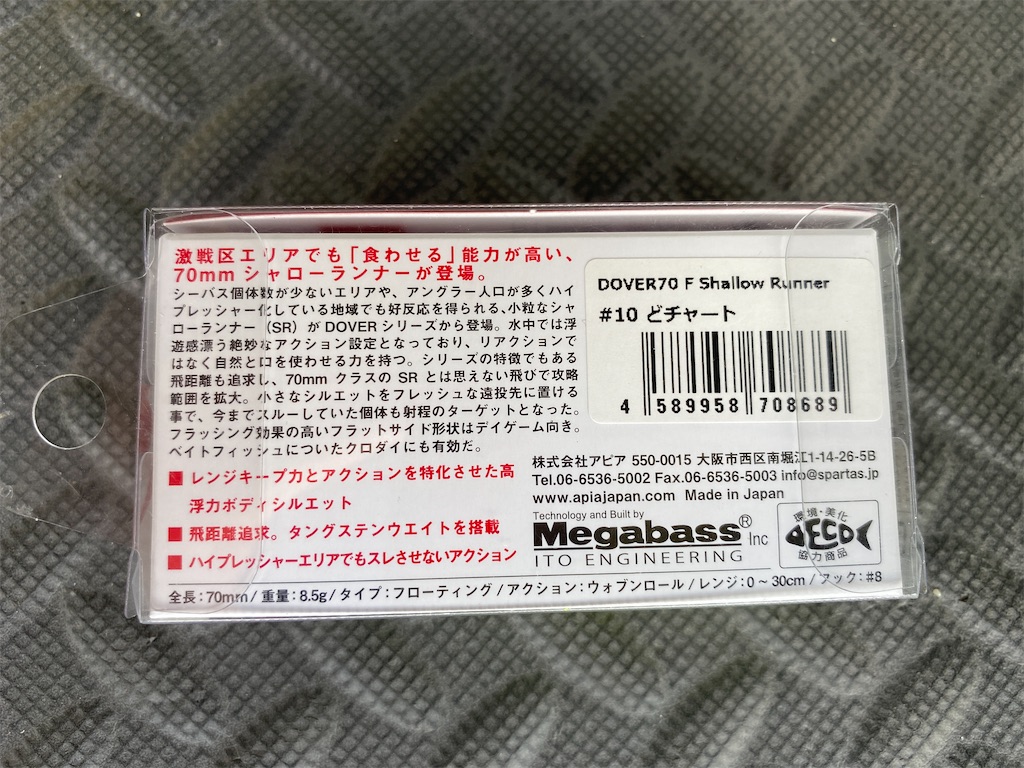 激戦区エリアでも「食わせる」能力が高い、
70mm シャローランナーが登場。
シーバス個体数が少ないエリアや、アングラー人口が多くハイ
プレッシャー化している地域でも好反応を得られる、小粒なシャ
ローランナー（SR）が DOVER シリーズから登場。水中では浮
遊感漂う絶妙なアクション設定となっており、リアクションで
はなく自然と口を使わせる力を持つ。シリーズの特徴でもある
飛距離も追求し、70mm クラスの SR とは思えない飛びで攻略
範囲を拡大。小さなシルエットをフレッシュな遠投先に置ける
事で、今までスルーしていた個体も射程のターゲットとなった。
フラッシング効果の高いフラットサイド形状はデイゲーム向き。
ベイトフィッシュについたクロダイにも有効だ。
■ レンジキープ力とアクションを特化させた高
浮力ボディシルエット
■ 飛距離追求。タングステンウエイトを搭載
■ ハイプレッシャーエリアでもスレさせないアクション
DOVER70 F Shallow Runner
#10 どチャート
4 589958 708689
株式会社アピア 550-0015 大阪市西区南堀江1-14-26-5B
Tel.06-6536-5002 Fax.06-6536-5003 info@spartas.jp
www.apiajapan.com Made in Japan
Technology and Built by
Megabass® Inc
ITO ENGINEERING
環境・美化
ECO
協力商品
全長：70mm / 重量：8.5g / タイプ：フローティング / アクション：ウォブンロール / レンジ：0～30cm / フック：#8